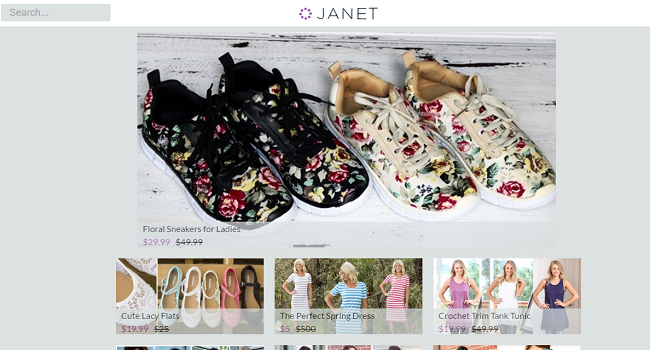 Search...
JANET
Floral Sneakers for Ladies
$29.99 $49.99
Cute Lacy Flats
$19.99 $25
The Perfect Spring Dress
$5 $500
Crochet Trim Tank Tunic
$19.99 $49.99